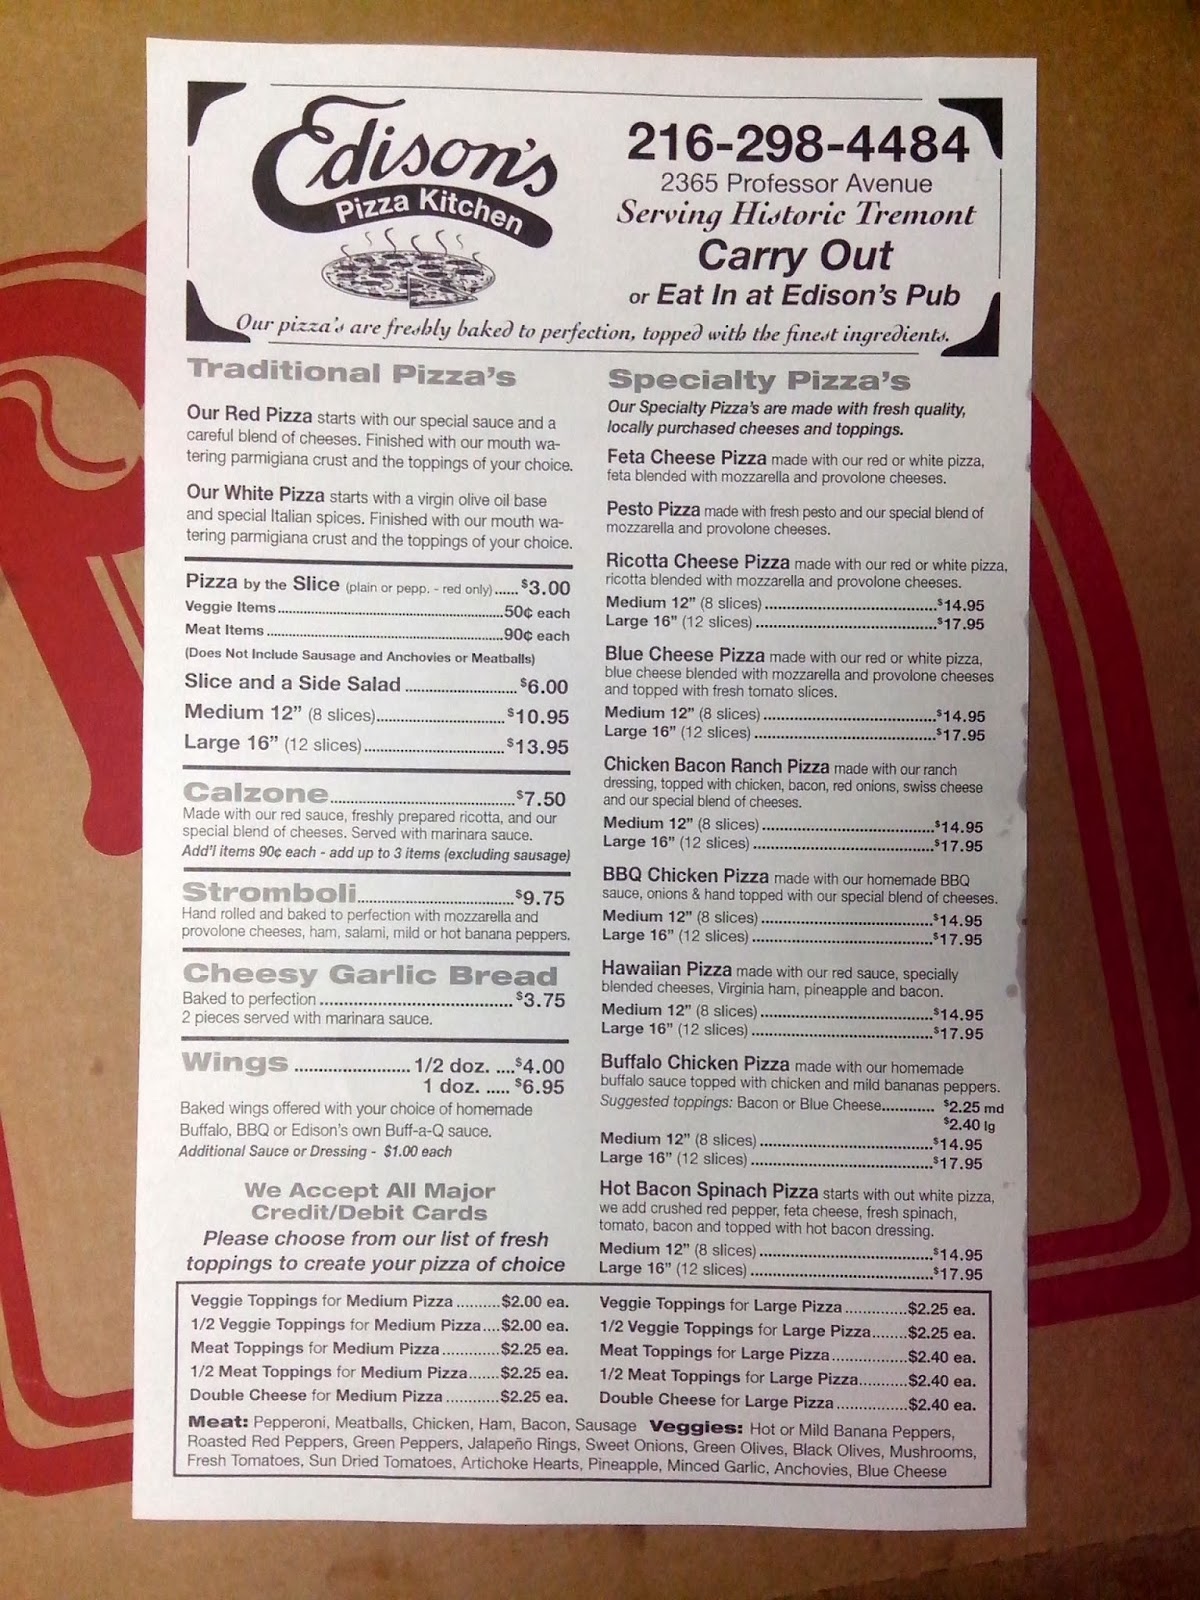 Edison's
Pizza Kitchen
216-298-4484
2365 Professor Avenue
Serving Historic Tremont
Carry Out
or Eat In at Edison's Pub
Our pizza's are freshly baked to perfection, topped with the finest ingredients.
Traditional Pizza's
Our Red Pizza starts with our special sauce and a
careful blend of cheeses. Finished with our mouth wa-
tering parmigiana crust and the toppings of your choice.
Our White Pizza starts with a virgin olive oil base
and special Italian spices. Finished with our mouth wa-
tering parmigiana crust and the toppings of your choice.
Pizza by the Slice (plain or pepp. - red only)......$3.00
Veggie Items..........50¢ each
Meat Items..........90¢ each
(Does Not Include Sausage and Anchovies or Meatballs)
Slice and a Side Salad..........$6.00
Medium 12" (8 slices)..........$10.95
Large 16" (12 slices)..........$13.95
Calzone..........$7.50
Made with our red sauce, freshly prepared ricotta, and our
special blend of cheeses. Served with marinara sauce.
Add'l items 90¢ each - add up to 3 items (excluding sausage)
Stromboli..........$9.75
Hand rolled and baked to perfection with mozzarella and
provolone cheeses, ham, salami, mild or hot banana peppers.
Cheesy Garlic Bread
Baked to perfection..........$3.75
2 pieces served with marinara sauce.
Wings..........1/2 doz. ....$4.00
1 doz. .....$6.95
Baked wings offered with your choice of homemade
Buffalo, BBQ or Edison's own Buff-a-Q sauce.
Additional Sauce or Dressing - $1.00 each
We Accept All Major
Credit/Debit Cards
Please choose from our list of fresh
toppings to create your pizza of choice
Specialty Pizza's
Our Specialty Pizza's are made with fresh quality,
locally purchased cheeses and toppings.
Feta Cheese Pizza made with our red or white pizza,
feta blended with mozzarella and provolone cheeses.
Pesto Pizza made with fresh pesto and our special blend of
mozzarella and provolone cheeses.
Ricotta Cheese Pizza made with our red or white pizza,
ricotta blended with mozzarella and provolone cheeses.
Medium 12" (8 slices)..........$14.95
Large 16" (12 slices)..........$17.95
Blue Cheese Pizza made with our red or white pizza,
blue cheese blended with mozzarella and provolone cheeses
and topped with fresh tomato slices.
Medium 12" (8 slices)..........$14.95
Large 16" (12 slices)..........$17.95
Chicken Bacon Ranch Pizza made with our ranch
dressing, topped with chicken, bacon, red onions, swiss cheese
and our special blend of cheeses.
Medium 12" (8 slices)..........$14.95
Large 16" (12 slices)..........$17.95
BBQ Chicken Pizza made with our homemade BBQ
sauce, onions & hand topped with our special blend of cheeses.
Medium 12" (8 slices)..........$14.95
Large 16" (12 slices)..........$17.95
Hawaiian Pizza made with our red sauce, specially
blended cheeses, Virginia ham, pineapple and bacon.
Medium 12" (8 slices)..........$14.95
Large 16" (12 slices)..........$17.95
Buffalo Chicken Pizza made with our homemade
buffalo sauce topped with chicken and mild bananas peppers.
Suggested toppings: Bacon or Blue Cheese............ $2.25 md
$2.40 lg
Medium 12" (8 slices)..........$14.95
Large 16" (12 slices)..........$17.95
Hot Bacon Spinach Pizza starts with out white pizza,
we add crushed red pepper, feta cheese, fresh spinach,
tomato, bacon and topped with hot bacon dressing.
Medium 12" (8 slices)..........$14.95
Large 16" (12 slices)..........$17.95
Veggie Toppings for Medium Pizza..........$2.00 ea.
1/2 Veggie Toppings for Medium Pizza....$2.00 ea.
Meat Toppings for Medium Pizza............$2.25 ea.
1/2 Meat Toppings for Medium Pizza.......$2.25 ea.
Double Cheese for Medium Pizza............$2.25 ea.
Veggie Toppings for Large Pizza.............$2.25 ea.
1/2 Veggie Toppings for Large Pizza.......$2.25 ea.
Meat Toppings for Large Pizza...............$2.40 ea.
1/2 Meat Toppings for Large Pizza..........$2.40 ea.
Double Cheese for Large Pizza...............$2.40 ea.
Meat: Pepperoni, Meatballs, Chicken, Ham, Bacon, Sausage Veggies: Hot or Mild Banana Peppers,
Roasted Red Peppers, Green Peppers, Jalapeño Rings, Sweet Onions, Green Olives, Black Olives, Mushrooms,
Fresh Tomatoes, Sun Dried Tomatoes, Artichoke Hearts, Pineapple, Minced Garlic, Anchovies, Blue Cheese